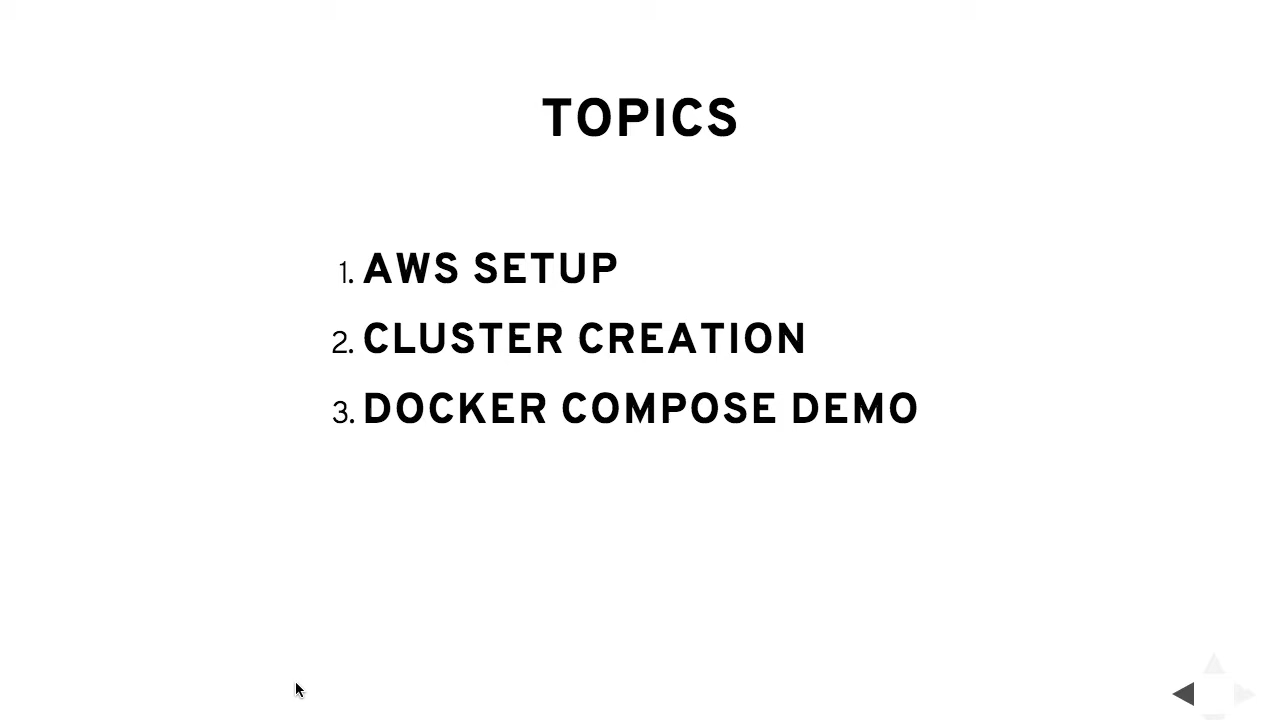 TOPICS
1. AWS SETUP
2. CLUSTER CREATION
3. DOCKER COMPOSE DEMO